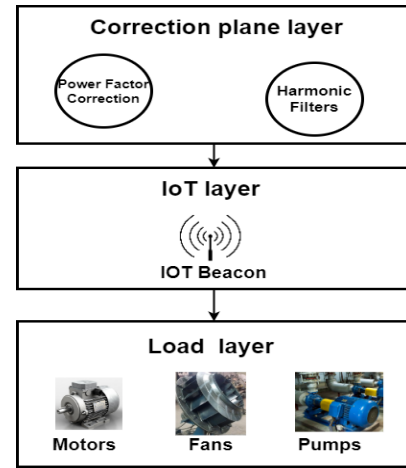 Correction plane layer
Power Factor
Correction
Harmonic
Filters
IoT layer
IOT Beacon
Load layer
Motors
Fans
Pumps